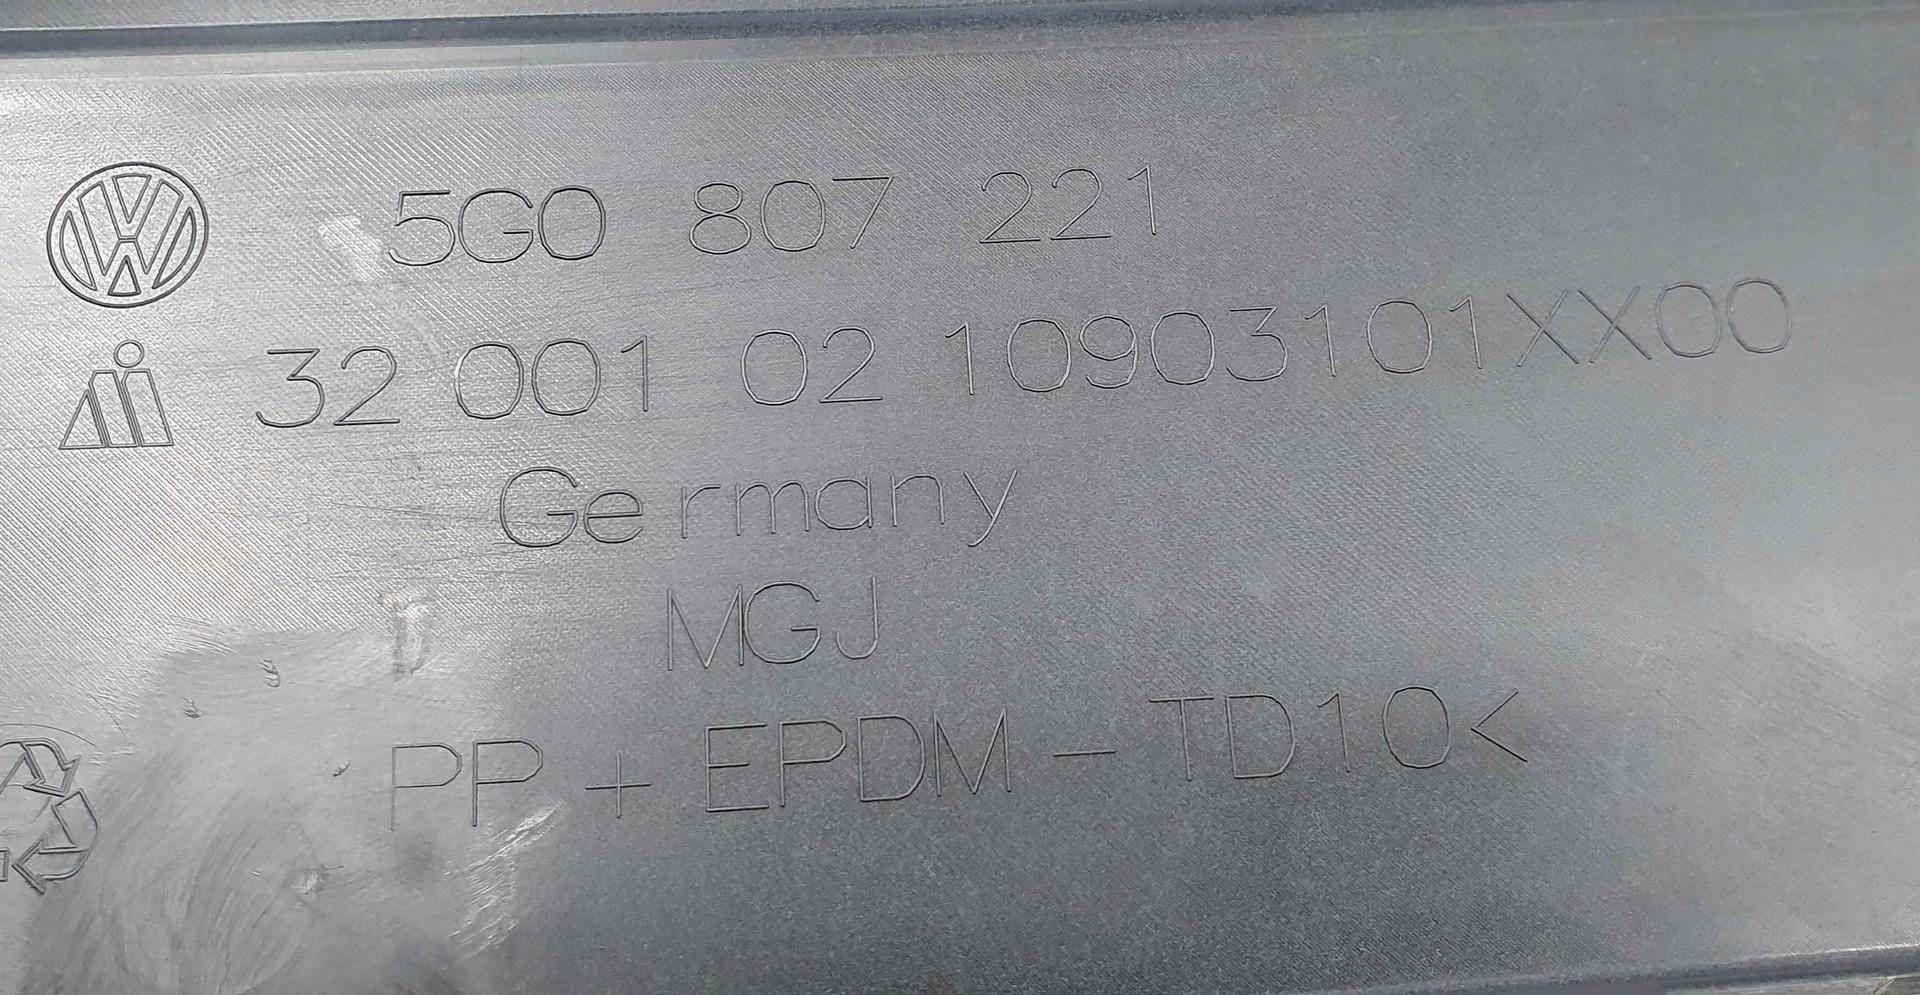 5G0 807 221
32 001 02 10903101XX00
Germany
MGJ
PP + EPDM - TD10<